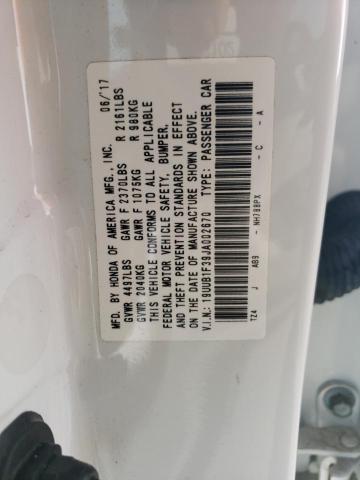 MFD. BY HONDA OF AMERICA MFG., INC. 06/'17
GVWR 4497LBS GAWR F 2370LBS R 2161LBS
GVWR 2040KG GAWR F 1075KG R 980KG
THIS VEHICLE CONFORMS TO ALL APPLICABLE
FEDERAL MOTOR VEHICLE SAFETY, BUMPER,
AND THEFT PREVENTION STANDARDS IN EFFECT
ON THE DATE OF MANUFACTURE SHOWN ABOVE.
V.I.N.: 19UUB1F39JA002670 TYPE: PASSENGER CAR
TZ4 J AB9 - NH788PX - C - A